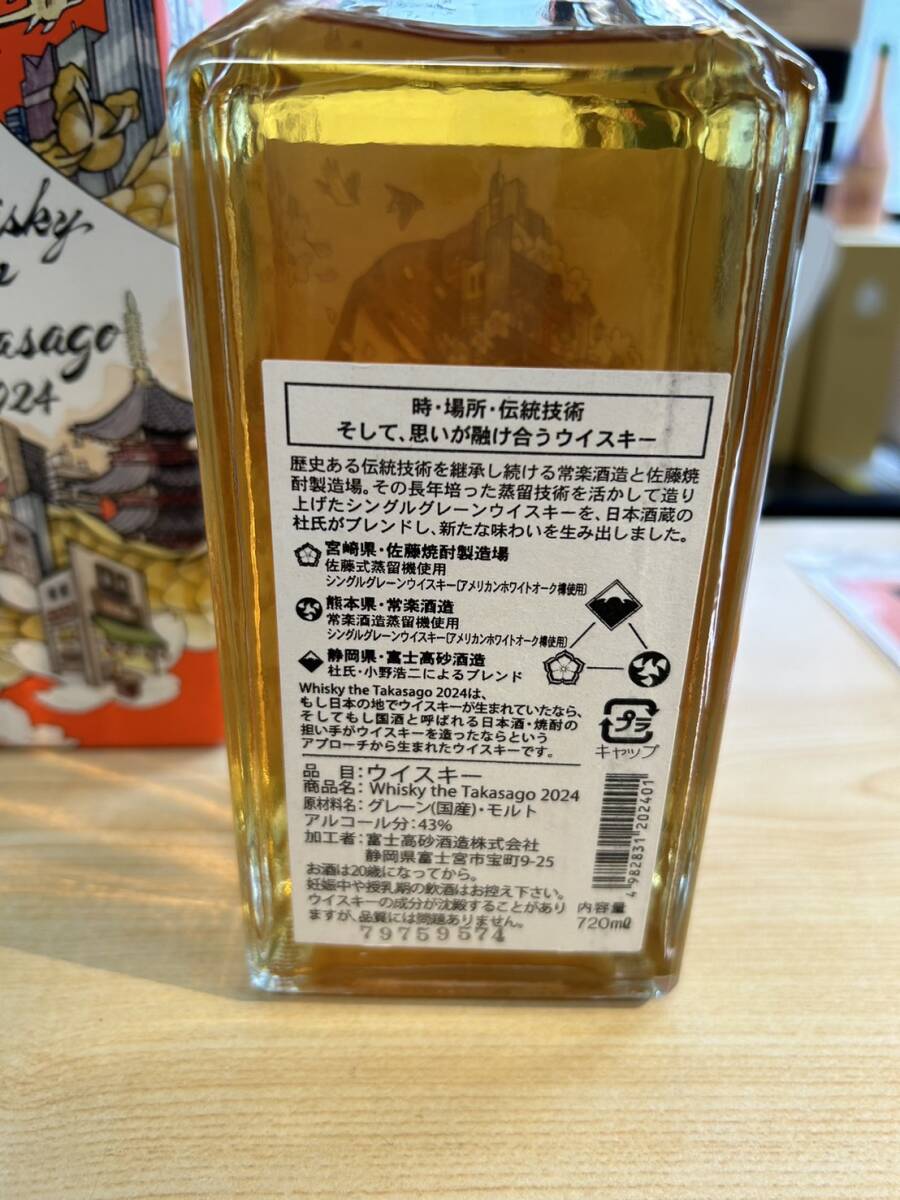 asago
024
時・場所・伝統技術
そして、思いが融け合うウイスキー
歴史ある伝統技術を継承し続ける常楽酒造と佐藤焼
酎製造場。その長年培った蒸留技術を活かして造り
上げたシングルグレーンウイスキーを、日本酒蔵の
杜氏がブレンドし、新たな味わいを生み出しました。
宮崎県・佐藤焼酎製造場
佐藤式蒸留機使用
シングルグレーンウイスキー(アメリカンホワイトオーク樽使用)
熊本県・常楽酒造
常楽酒造蒸留機使用
シングルグレーンウイスキー(アメリカンホワイトオーク樽使用)
静岡県・富士高砂酒造
杜氏・小野浩二によるブレンド
Whisky the Takasago 2024は、
もし日本の地でウイスキーが生まれていたなら、
そしてもし国酒と呼ばれる日本酒・焼酎の
担い手がウイスキーを造ったならという
アプローチから生まれたウイスキーです。
プラ
キャップ
品 目：ウイスキー
商品名：Whisky the Takasago 2024
原材料名：グレーン(国産)・モルト
アルコール分：43%
加工者：富士高砂酒造株式会社
静岡県富士宮市宝町9-25
お酒は20歳になってから。
妊娠中や授乳期の飲酒はお控え下さい。
ウイスキーの成分が沈殿することがあり
ますが、品質には問題ありません。
79759574
4 982831 202401
内容量
720mℓ